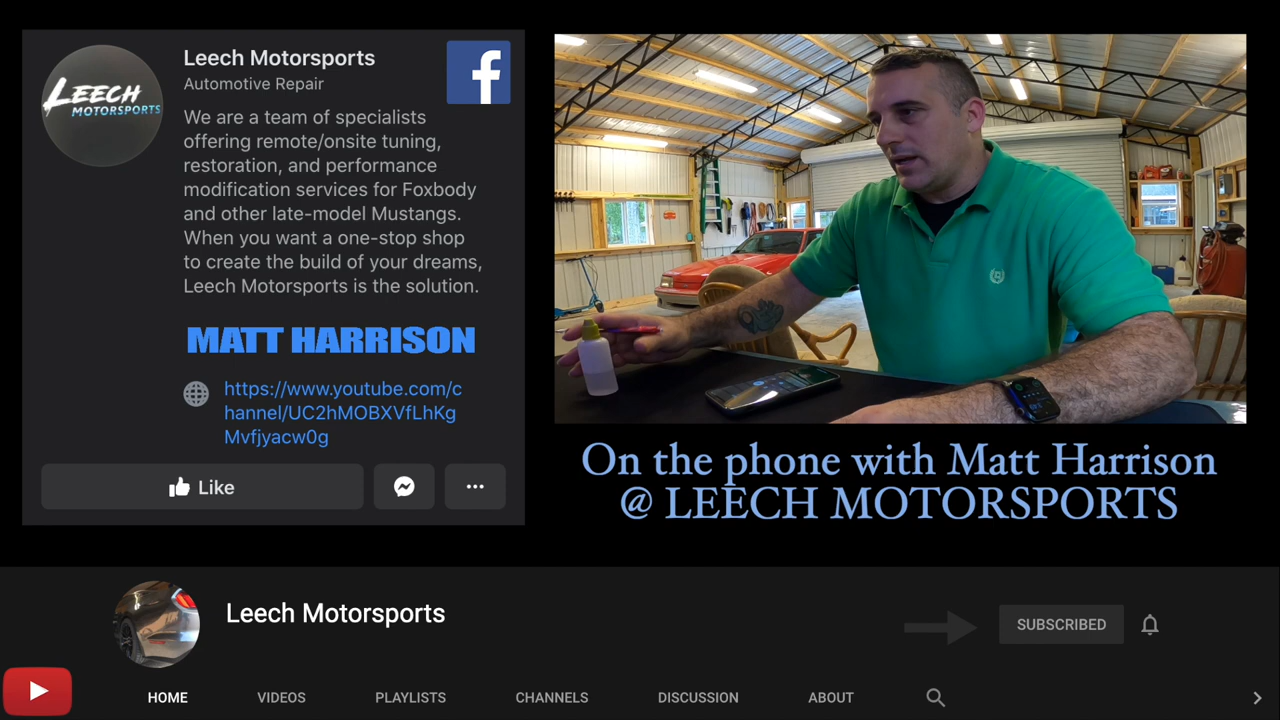 LEECH
MOTORSPORTS
Leech Motorsports
Automotive Repair
We are a team of specialists
offering remote/onsite tuning,
restoration, and performance
modification services for Foxbody
and other late-model Mustangs.
When you want a one-stop shop
to create the build of your dreams,
Leech Motorsports is the solution.
MATT HARRISON
https://www.youtube.com/c
hannel/UC2hMOBXVfLhKg
Mvfjyacw0g
Like
On the phone with Matt Harrison
@ LEECH MOTORSPORTS
Leech Motorsports
SUBSCRIBED
HOME VIDEOS PLAYLISTS CHANNELS DISCUSSION ABOUT